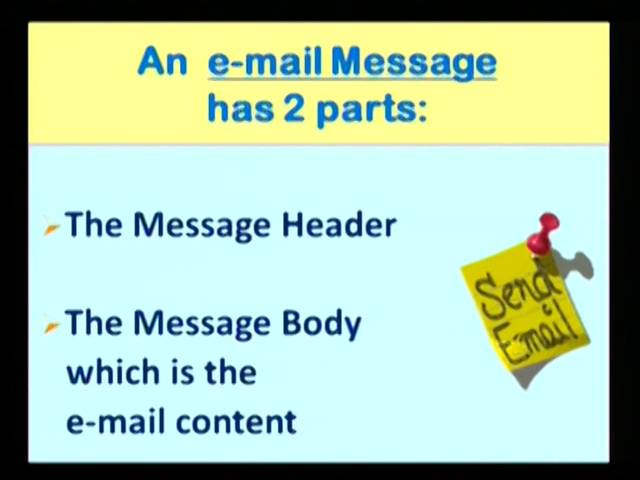 An e-mail Message
has 2 parts:
The Message Header
The Message Body
which is the
e-mail content
Send
Email